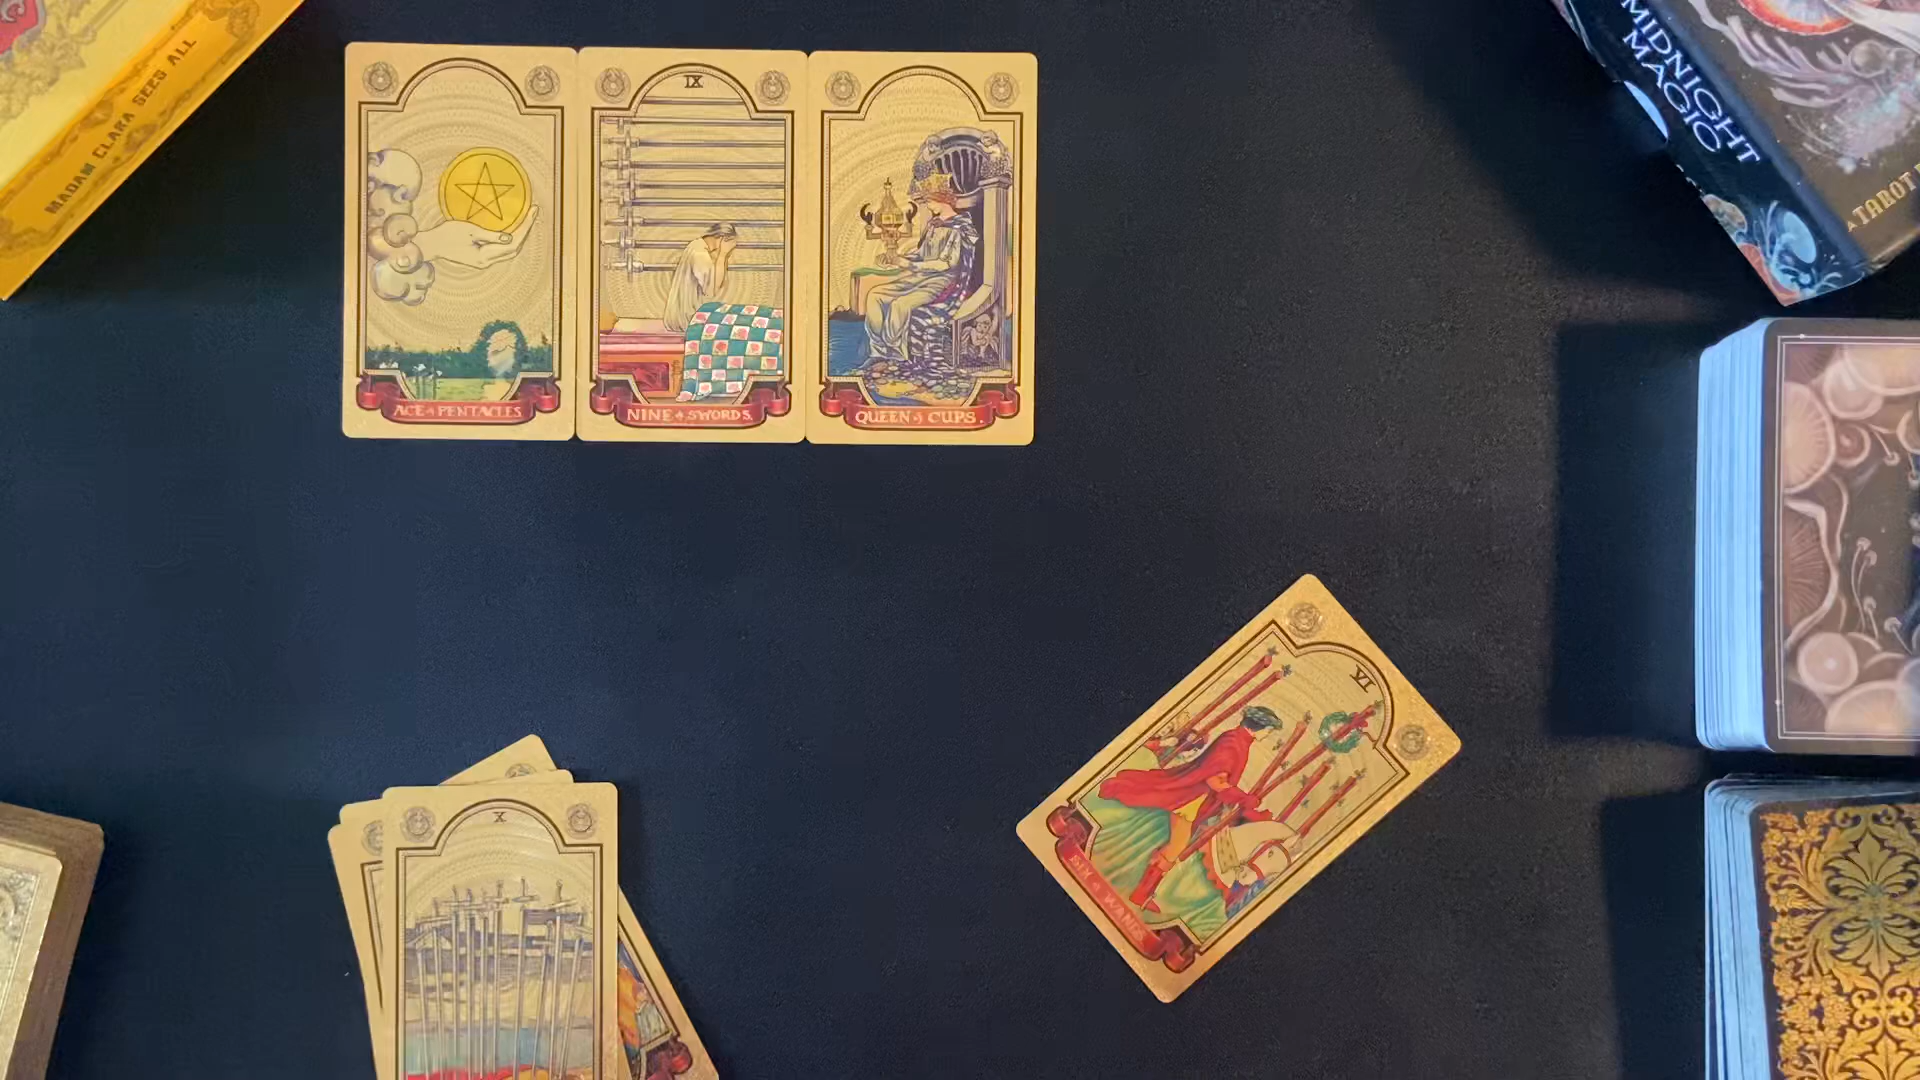 MADAM CLARA SEES ALL
MIDNIGHT
MAGIC
A TAROT
IX
ACE of PENTACLES
NINE of SWORDS.
QUEEN of CUPS.
VI
SIX of WANDS
X